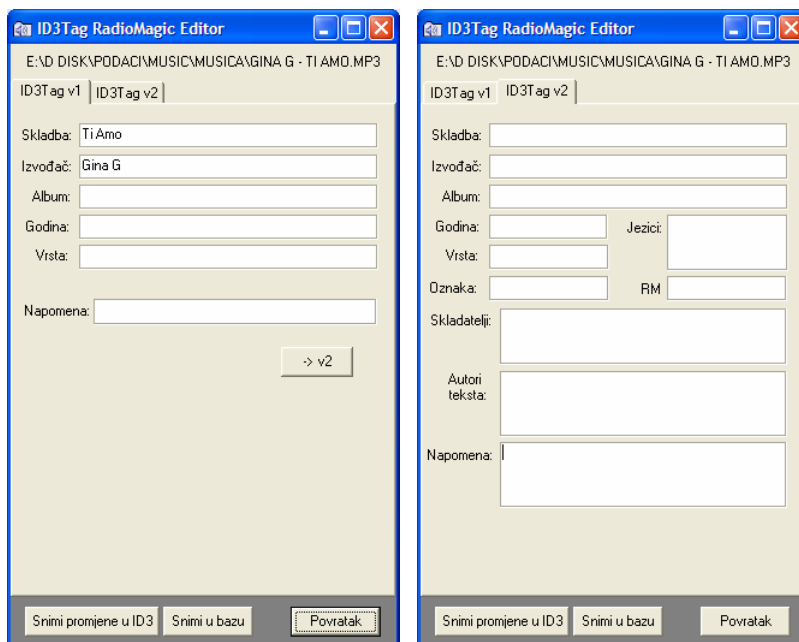 ID3Tag RadioMagic Editor
E:\D DISK\PODACI\MUSIC\MUSICA\GINA G - TI AMO.MP3
ID3Tag v1 ID3Tag v2
Skladba: Ti Amo
Izvođač: Gina G
Album:
Godina:
Vrsta:
Napomena:
-> v2
Snimi promjene u ID3 Snimi u bazu Povratak
ID3Tag RadioMagic Editor
E:\D DISK\PODACI\MUSIC\MUSICA\GINA G - TI AMO.MP3
ID3Tag v1 ID3Tag v2
Skladba:
Izvođač:
Album:
Godina: Jezici:
Vrsta:
Oznaka: RM
Skladatelji:
Autori
teksta:
Napomena:
Snimi promjene u ID3 Snimi u bazu Povratak